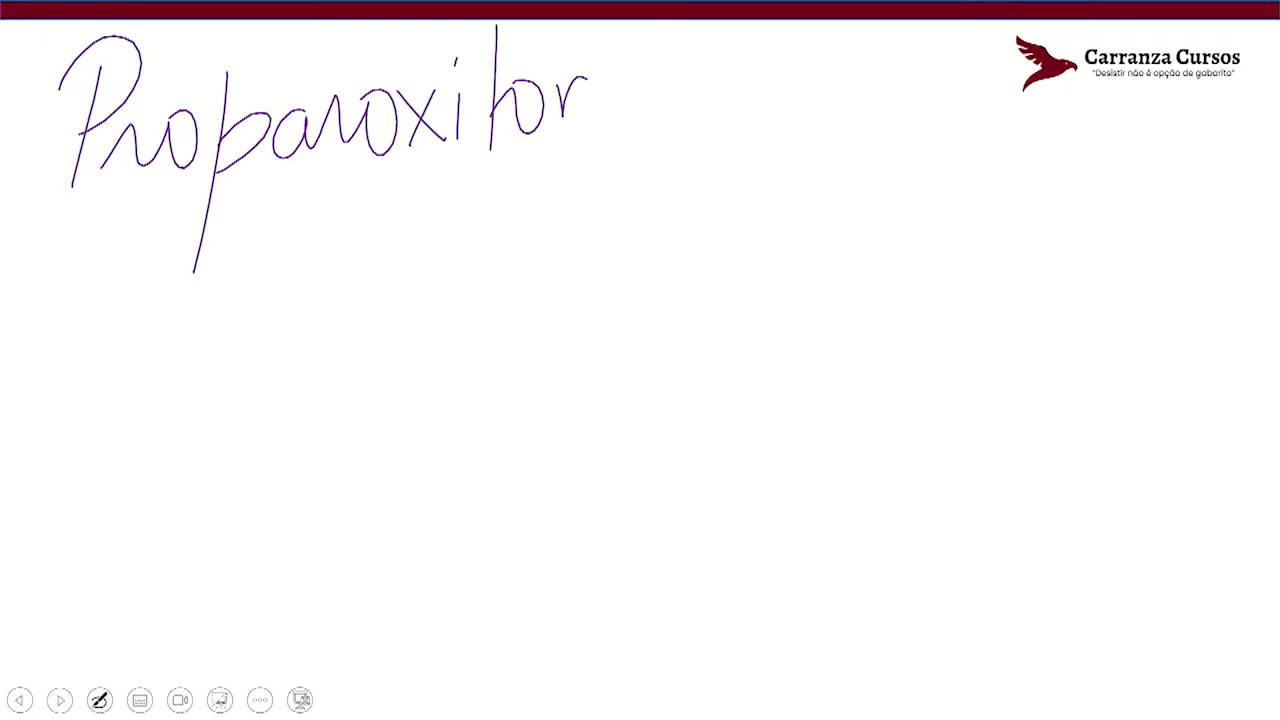 Proparoxitor
Carranza Cursos
"Desistir não é opção de gabarito"